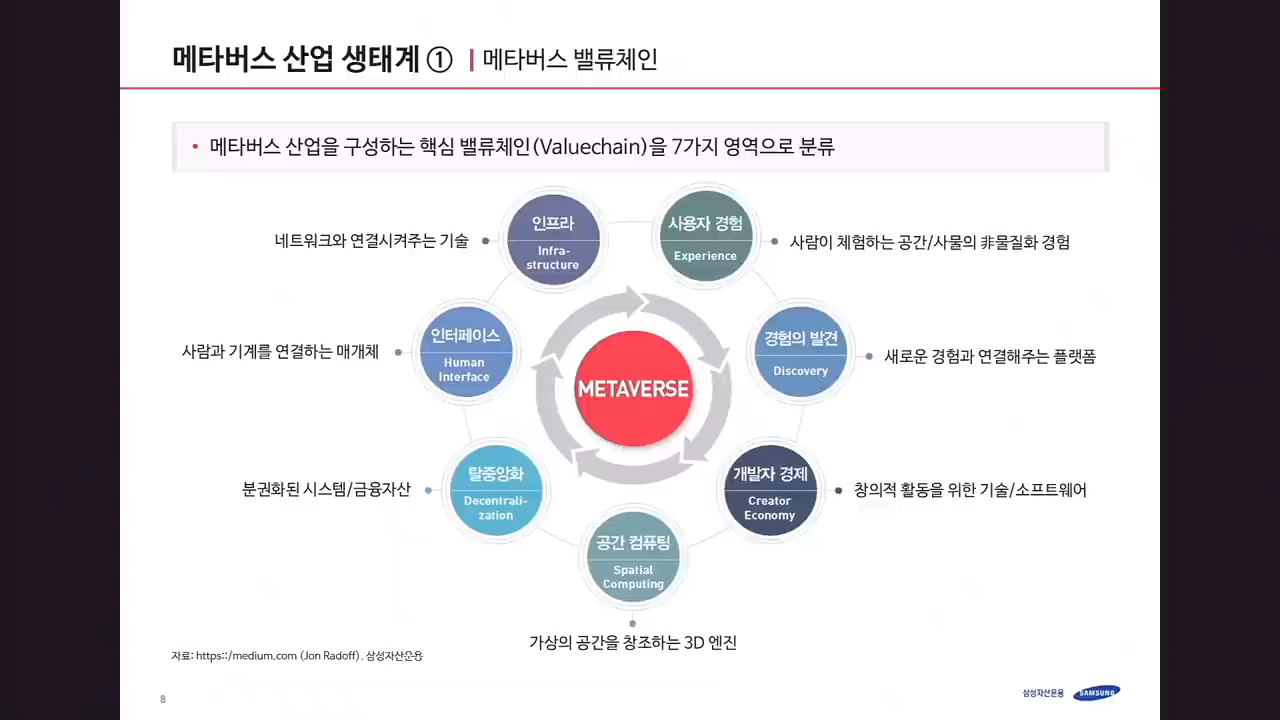 메타버스 산업 생태계 ① | 메타버스 밸류체인
• 메타버스 산업을 구성하는 핵심 밸류체인(Valuechain)을 7가지 영역으로 분류
네트워크와 연결시켜주는 기술
인프라
Infra-
structure
사용자 경험
Experience
사람이 체험하는 공간/사물의 非물질화 경험
사람과 기계를 연결하는 매개체
인터페이스
Human
Interface
METAVERSE
경험의 발견
Discovery
새로운 경험과 연결해주는 플랫폼
분권화된 시스템/금융자산
탈중앙화
Decentrali-
zation
개발자 경제
Creator
Economy
창의적 활동을 위한 기술/소프트웨어
공간 컴퓨팅
Spatial
Computing
가상의 공간을 창조하는 3D 엔진
자료: https::/medium.com (Jon Radoff), 삼성자산운용
8
삼성자산운용 SAMSUNG